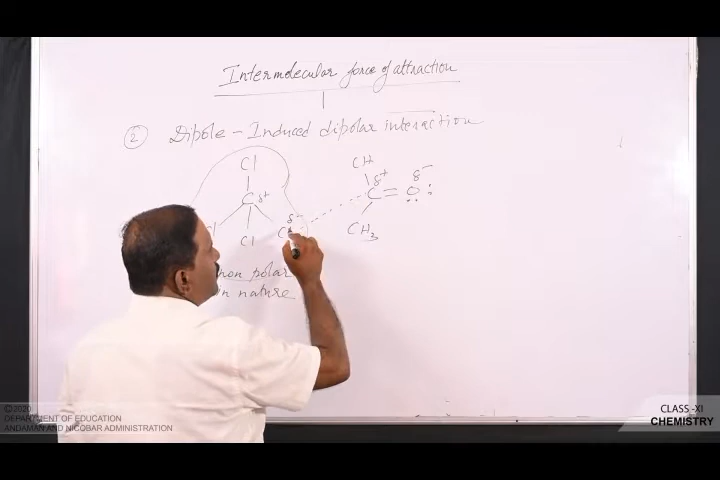 Intermolecular force of attraction
② Dipole - Induced dipolar interaction
Cl
CH
δ+
δ-
C δ+
C = O
δ-
Cl
CH3
non polar
in nature
©2020
DEPARTMENT OF EDUCATION
ANDAMAN AND NICOBAR ADMINISTRATION
CLASS -XI
CHEMISTRY